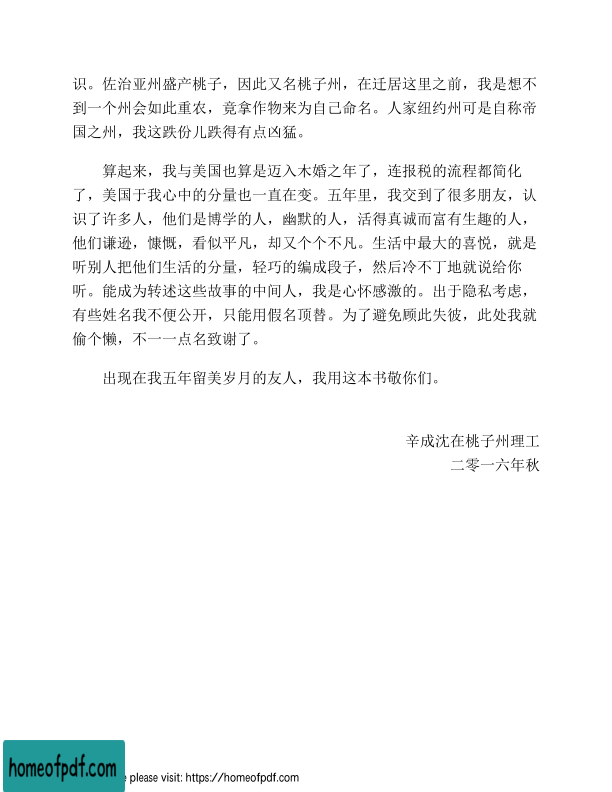 识。佐治亚州盛产桃子，因此又名桃子州，在迁居这里之前，我是想不
到一个州会如此重农，竟拿作物来为自己命名。人家纽约州可是自称帝
国之州，我这跌份儿跌得有点凶猛。
算起来，我与美国也算是迈入木婚之年了，连报税的流程都简化
了，美国于我心中的分量也一直在变。五年里，我交到了很多朋友，认
识了许多人，他们是博学的人，幽默的人，活得真诚而富有生趣的人，
他们谦逊，慷慨，看似平凡，却又个个不凡。生活中最大的喜悦，就是
听别人把他们生活的分量，轻巧的编成段子，然后冷不丁地就说给你
听。能成为转述这些故事的中间人，我是心怀感激的。出于隐私考虑，
有些姓名我不便公开，只能用假名顶替。为了避免顾此失彼，此处我就
偷个懒，不一一点名致谢了。
出现在我五年留美岁月的友人，我用这本书敬你们。
辛成沈在桃子州理工
二零一六年秋
homeofpdf.com
e please visit: https://homeofpdf.com